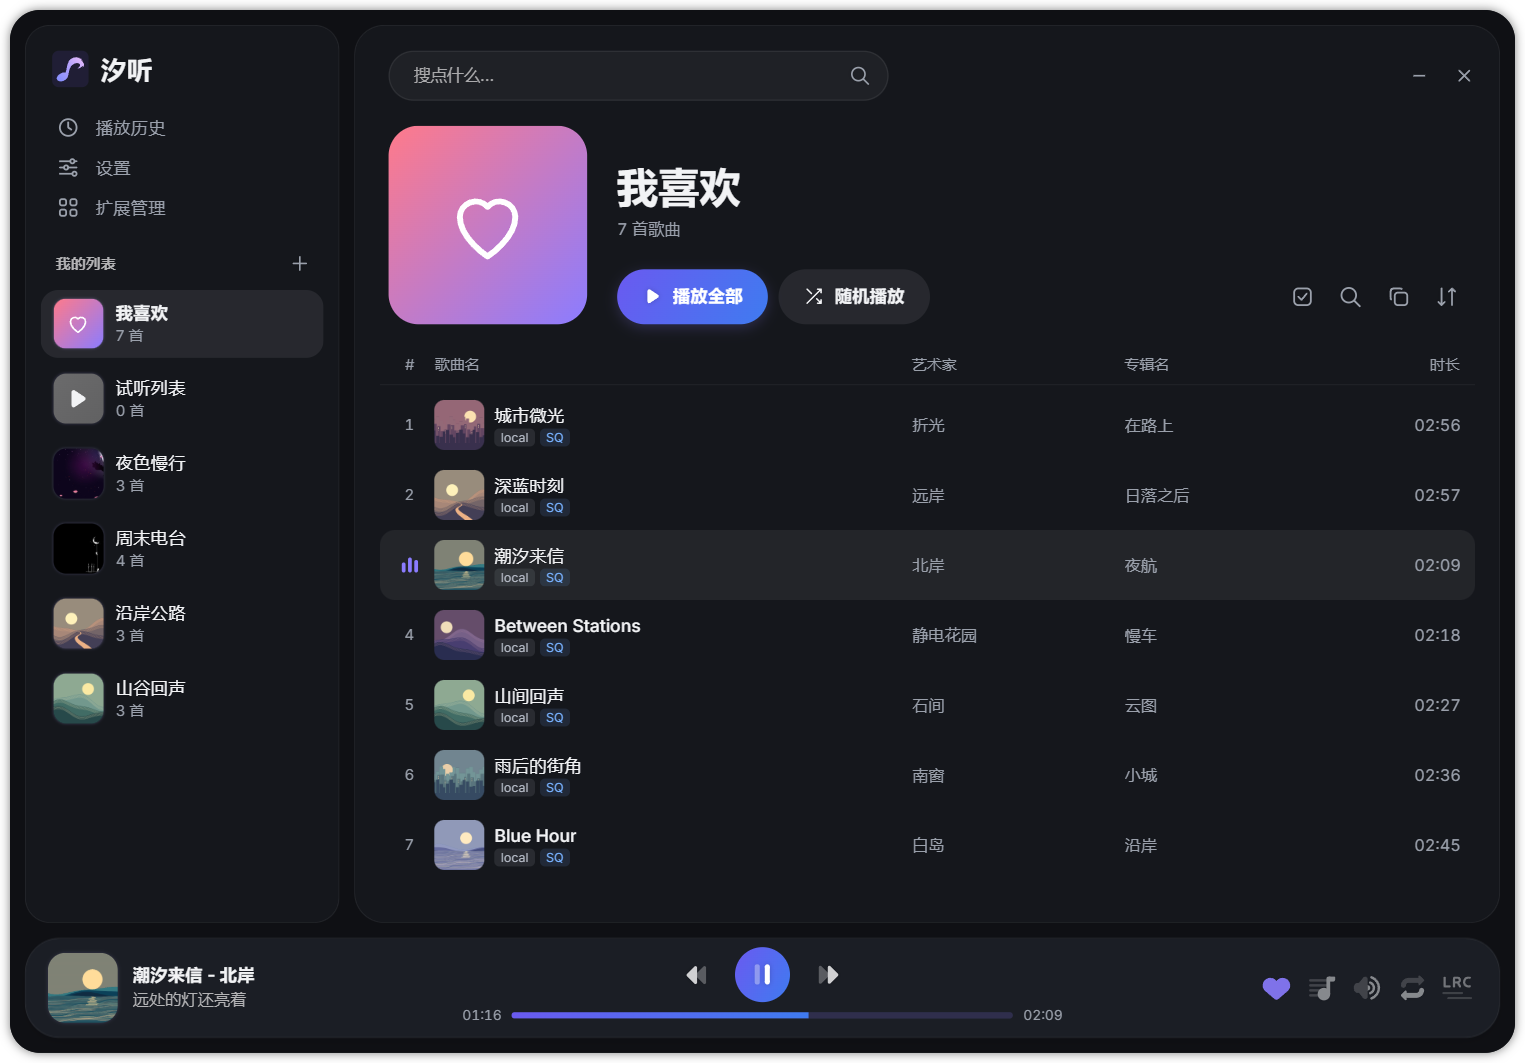 汐听
播放历史
设置
扩展管理
我的列表
我喜欢
7 首
试听列表
0 首
夜色慢行
3 首
周末电台
4 首
沿岸公路
3 首
山谷回声
3 首
搜点什么...
我喜欢
7 首歌曲
播放全部 随机播放
# 歌曲名 艺术家 专辑名 时长
1 城市微光 折光 在路上 02:56
local SQ
2 深蓝时刻 远岸 日落之后 02:57
local SQ
潮汐来信 北岸 夜航 02:09
local SQ
4 Between Stations 静电花园 慢车 02:18
local SQ
5 山间回声 石间 云图 02:27
local SQ
6 雨后的街角 南窗 小城 02:36
local SQ
7 Blue Hour 白岛 沿岸 02:45
local SQ
潮汐来信 - 北岸
远处的灯还亮着
01:16 02:09
LRC